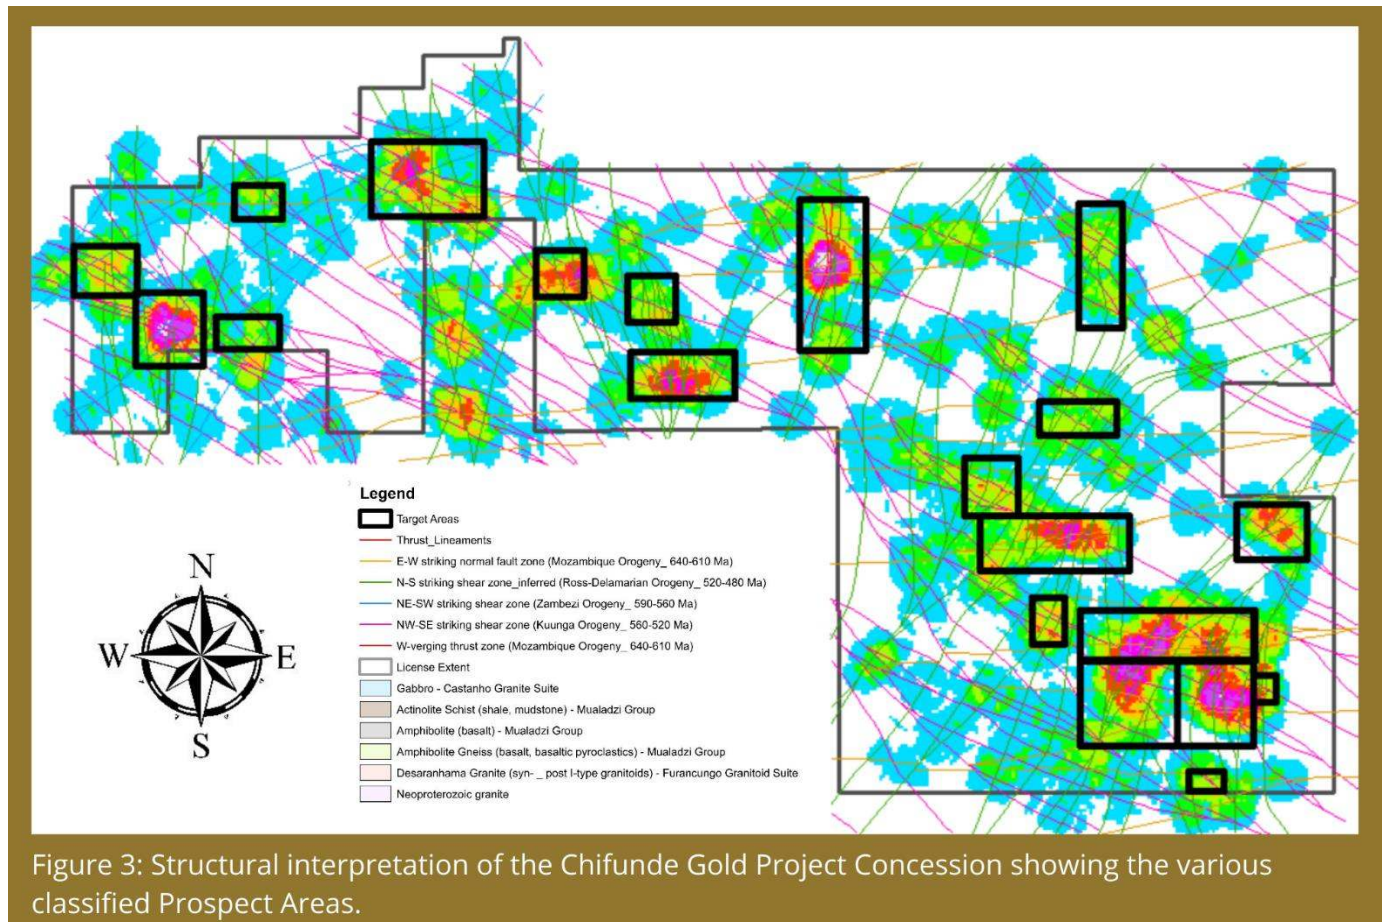 Legend
Target Areas
Thrust_Lineaments
E-W striking normal fault zone (Mozambique Orogeny_ 640-610 Ma)
N-S striking shear zone_inferred (Ross-Delamarian Orogeny_ 520-480 Ma)
NE-SW striking shear zone (Zambezi Orogeny_ 590-560 Ma)
NW-SE striking shear zone (Kuunga Orogeny_ 560-520 Ma)
W-verging thrust zone (Mozambique Orogeny_ 640-610 Ma)
License Extent
Gabbro - Castanho Granite Suite
Actinolite Schist (shale, mudstone) - Mualadzi Group
Amphibolite (basalt) - Mualadzi Group
Amphibolite Gneiss (basalt, basaltic pyroclastics) - Mualadzi Group
Desaranhama Granite (syn- _ post I-type granitoids) - Furancungo Granitoid Suite
Neoproterozoic granite
N
W E
S
Figure 3: Structural interpretation of the Chifunde Gold Project Concession showing the various
classified Prospect Areas.